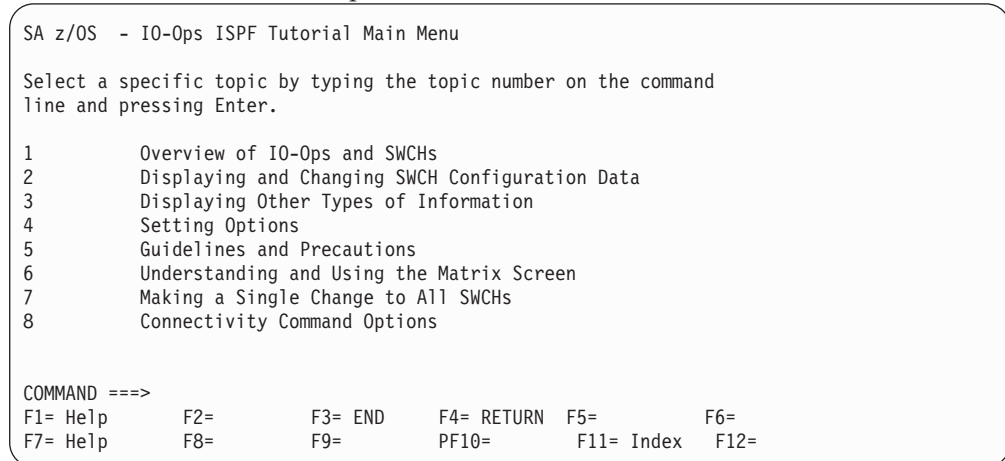 SA z/OS - IO-Ops ISPF Tutorial Main Menu
Select a specific topic by typing the topic number on the command
line and pressing Enter.
1 Overview of IO-Ops and SWCHs
2 Displaying and Changing SWCH Configuration Data
3 Displaying Other Types of Information
4 Setting Options
5 Guidelines and Precautions
6 Understanding and Using the Matrix Screen
7 Making a Single Change to All SWCHs
8 Connectivity Command Options
COMMAND ===>
F1= Help F2= F3= END F4= RETURN F5= F6=
F7= Help F8= F9= PF10= F11= Index F12=